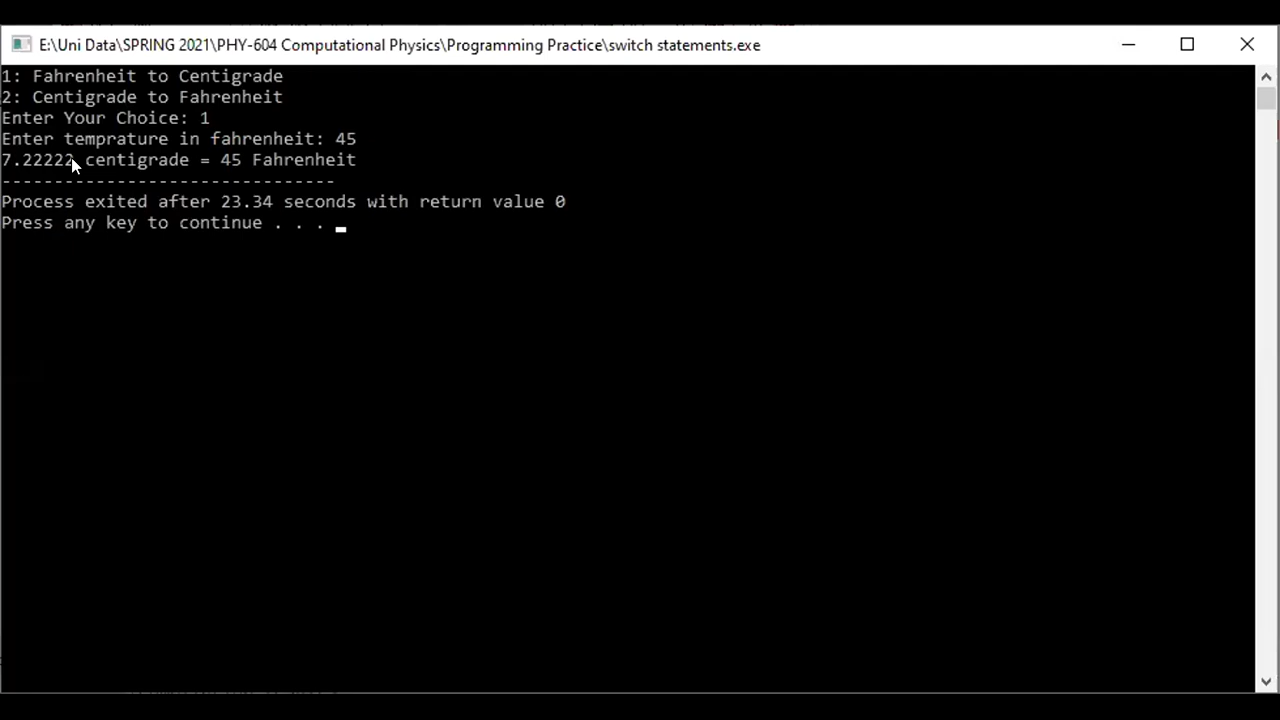 E:\Uni Data\SPRING 2021\PHY-604 Computational Physics\Programming Practice\switch statements.exe
1: Fahrenheit to Centigrade
2: Centigrade to Fahrenheit
Enter Your Choice: 1
Enter temprature in fahrenheit: 45
7.22222 centigrade = 45 Fahrenheit
--------------------------------
Process exited after 23.34 seconds with return value 0
Press any key to continue . . .